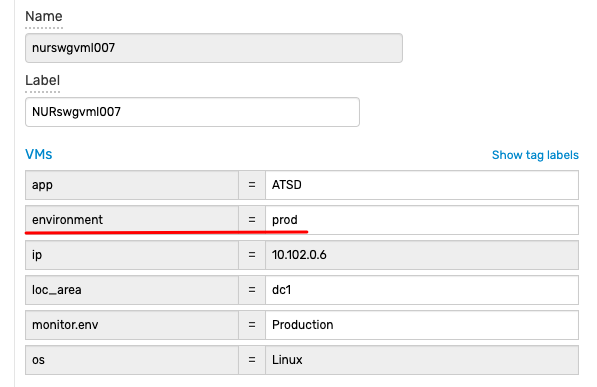 Name
nurswgvml007
Label
NURswgvml007
VMs Show tag labels
app = ATSD
environment = prod
ip = 10.102.0.6
loc_area = dc1
monitor.env = Production
os = Linux